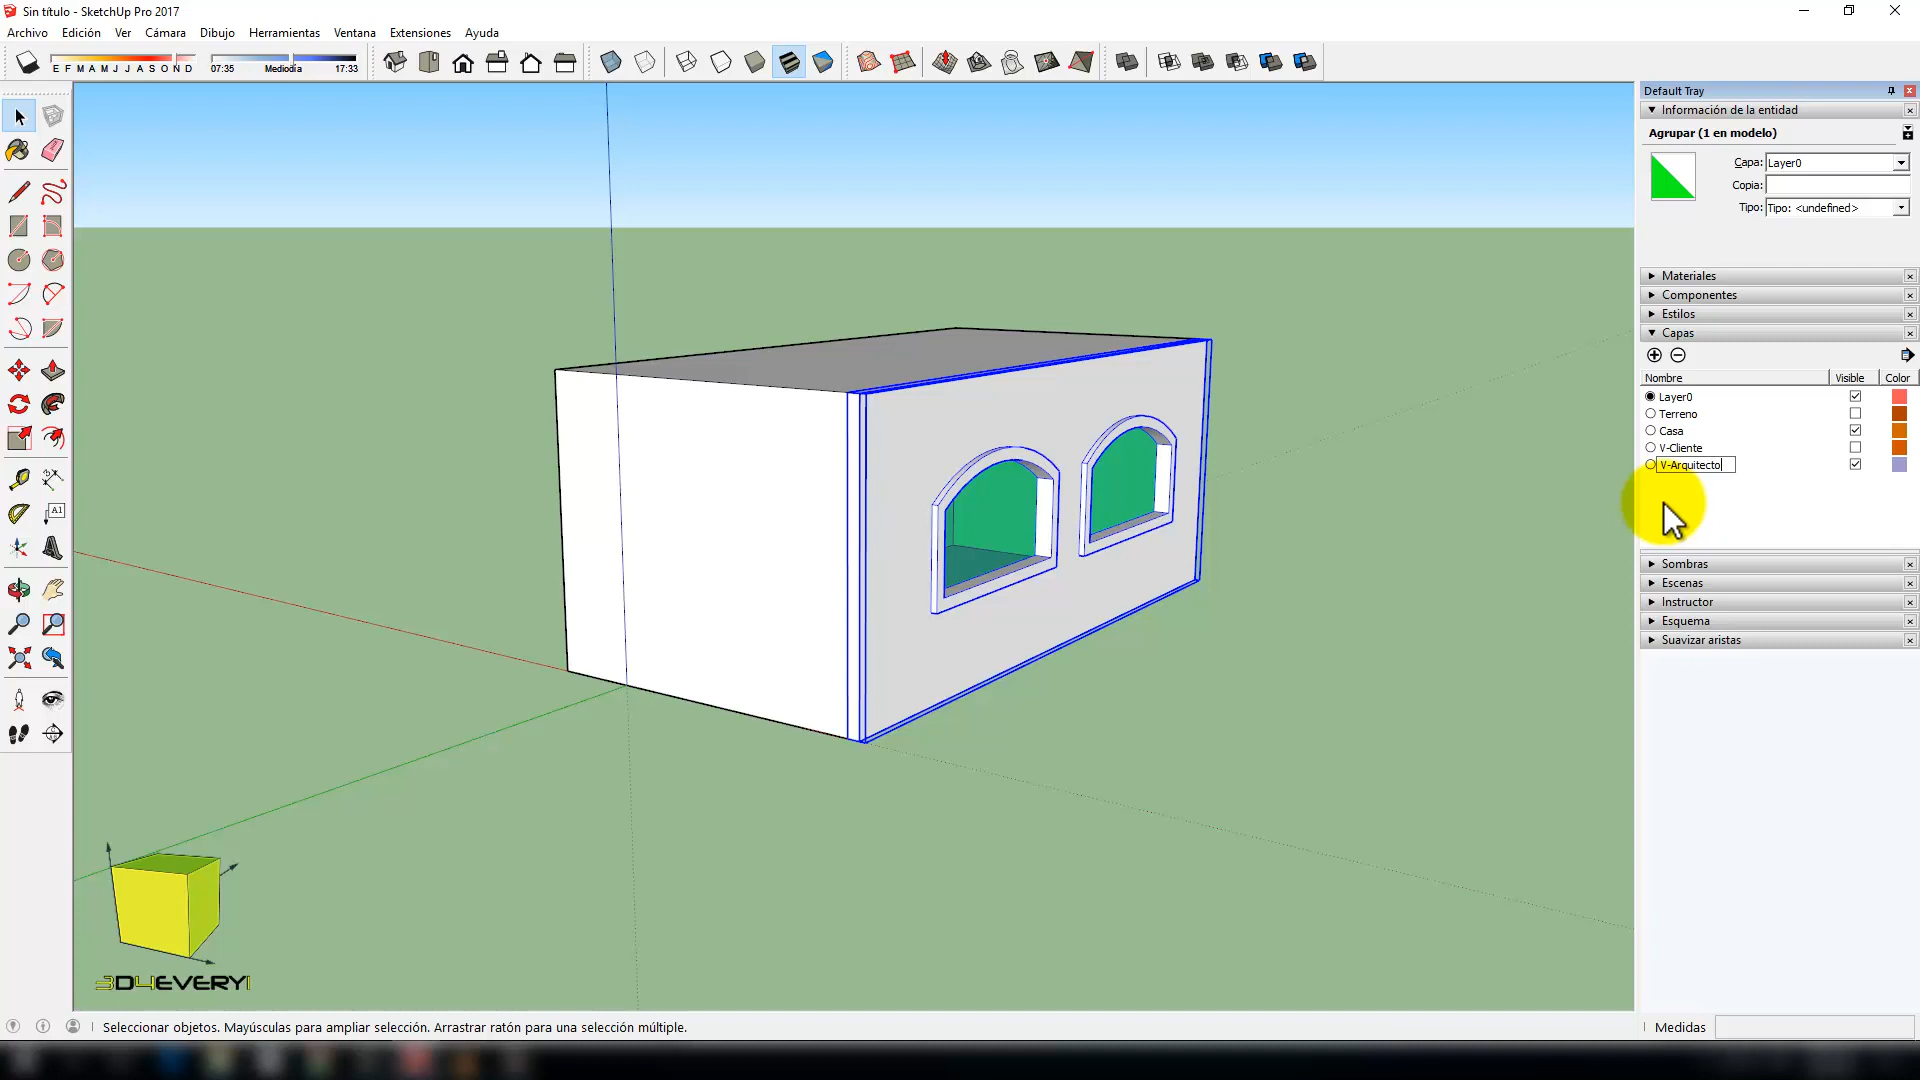 Sin título - SketchUp Pro 2017
Archivo Edición Ver Cámara Dibujo Herramientas Ventana Extensiones Ayuda
E F M A M J J A S O N D 07:35 Mediodía 17:33
Default Tray
Información de la entidad
Agrupar (1 en modelo)
Capa: Layer0
Copia:
Tipo: Tipo: <undefined>
Materiales
Componentes
Estilos
Capas
Nombre Visible Color
Layer0
Terreno
Casa
V-Cliente
V-Arquitecto
A1
Sombras
Escenas
Instructor
Esquema
Suavizar aristas
3D4EVERY1
Seleccionar objetos. Mayúsculas para ampliar selección. Arrastrar ratón para una selección múltiple.
Medidas